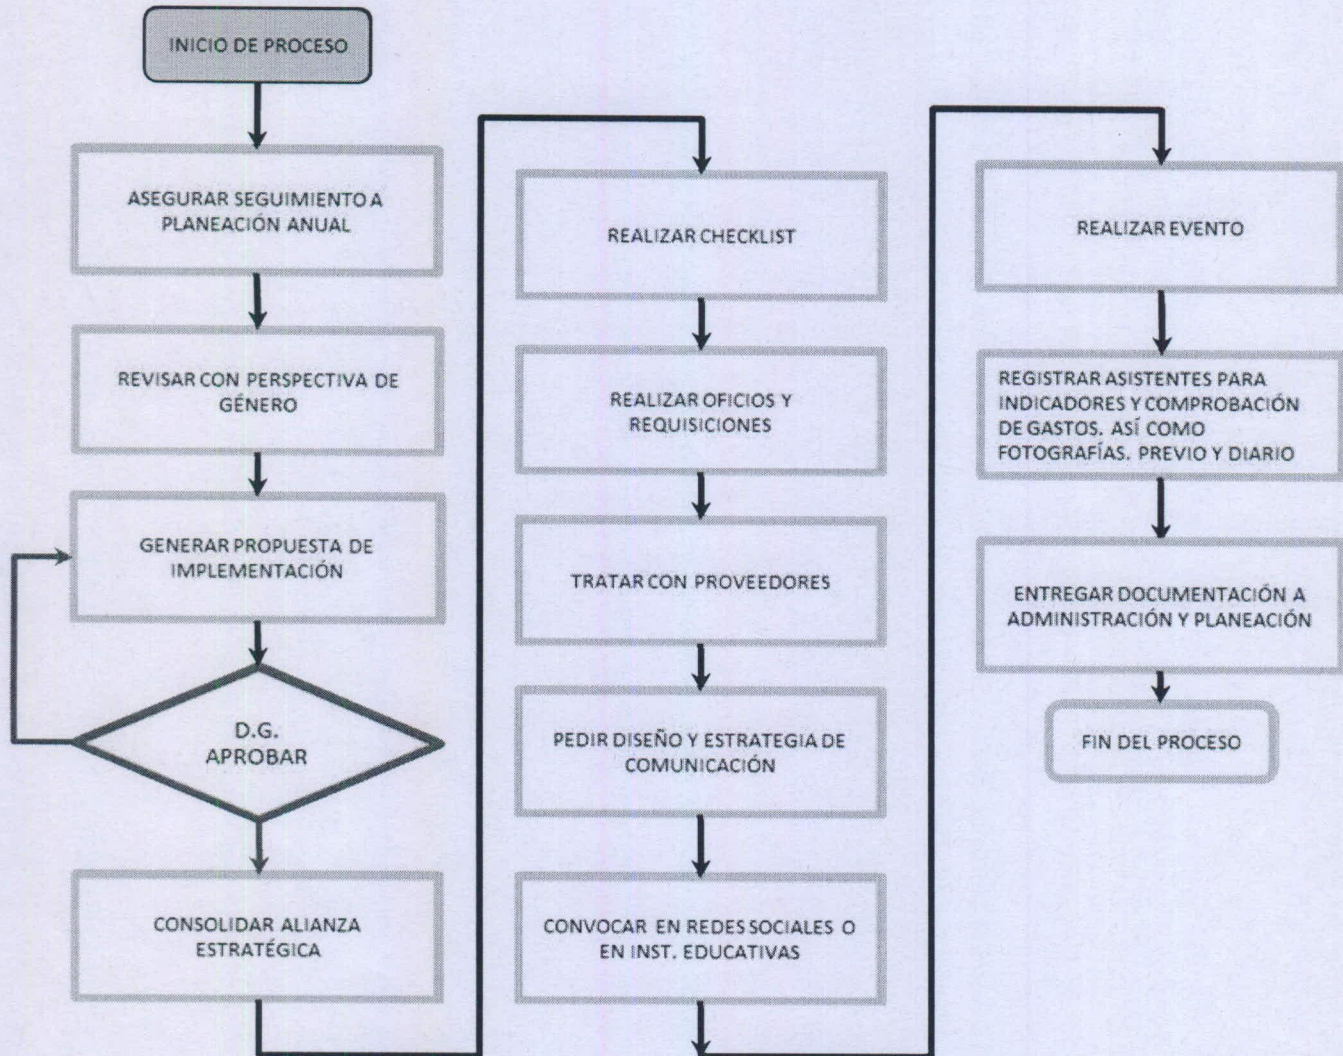 INICIO DE PROCESO
ASEGURAR SEGUIMIENTO A
PLANEACIÓN ANUAL
REVISAR CON PERSPECTIVA DE
GÉNERO
GENERAR PROPUESTA DE
IMPLEMENTACIÓN
D.G.
APROBAR
CONSOLIDAR ALIANZA
ESTRATÉGICA
REALIZAR CHECKLIST
REALIZAR OFICIOS Y
REQUISICIONES
TRATAR CON PROVEEDORES
PEDIR DISEÑO Y ESTRATEGIA DE
COMUNICACIÓN
CONVOCAR EN REDES SOCIALES O
EN INST. EDUCATIVAS
REALIZAR EVENTO
REGISTRAR ASISTENTES PARA
INDICADORES Y COMPROBACIÓN
DE GASTOS. ASÍ COMO
FOTOGRAFÍAS. PREVIO Y DIARIO
ENTREGAR DOCUMENTACIÓN A
ADMINISTRACIÓN Y PLANEACIÓN
FIN DEL PROCESO